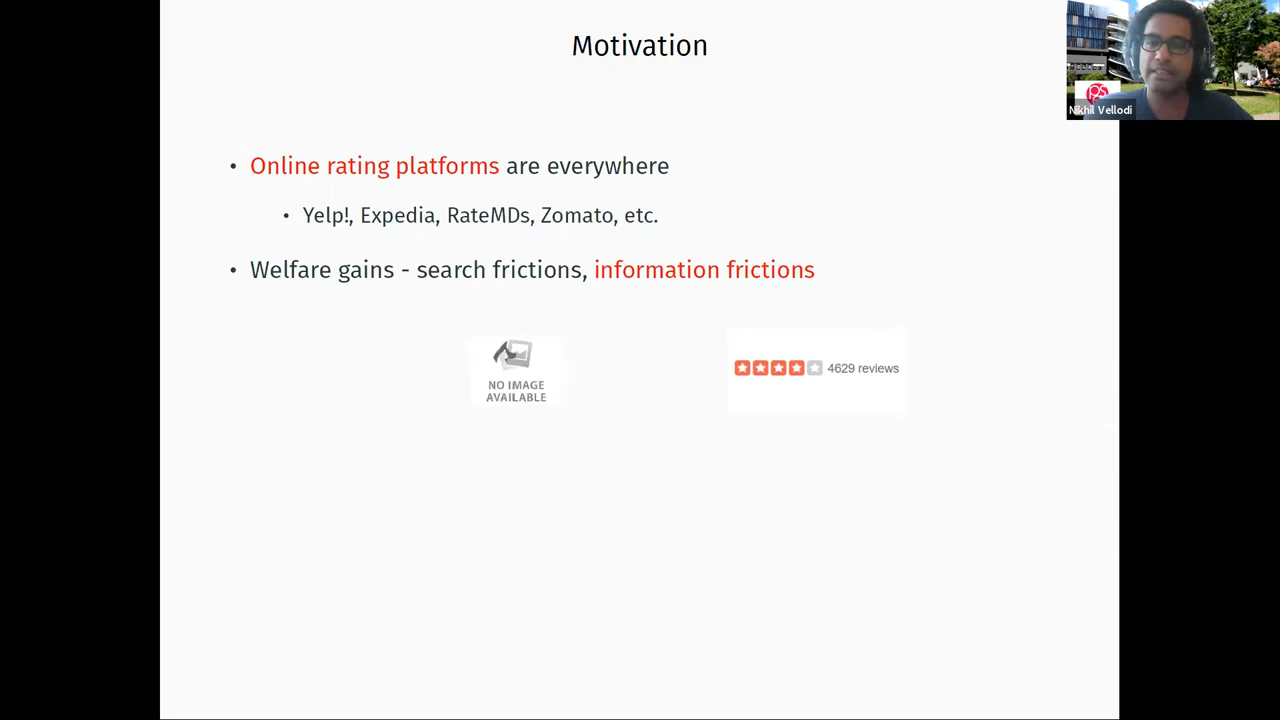 Motivation
• Online rating platforms are everywhere
• Yelp!, Expedia, RateMDs, Zomato, etc.
• Welfare gains - search frictions, information frictions
NO IMAGE
AVAILABLE
4629 reviews
Nikhil Vellodi